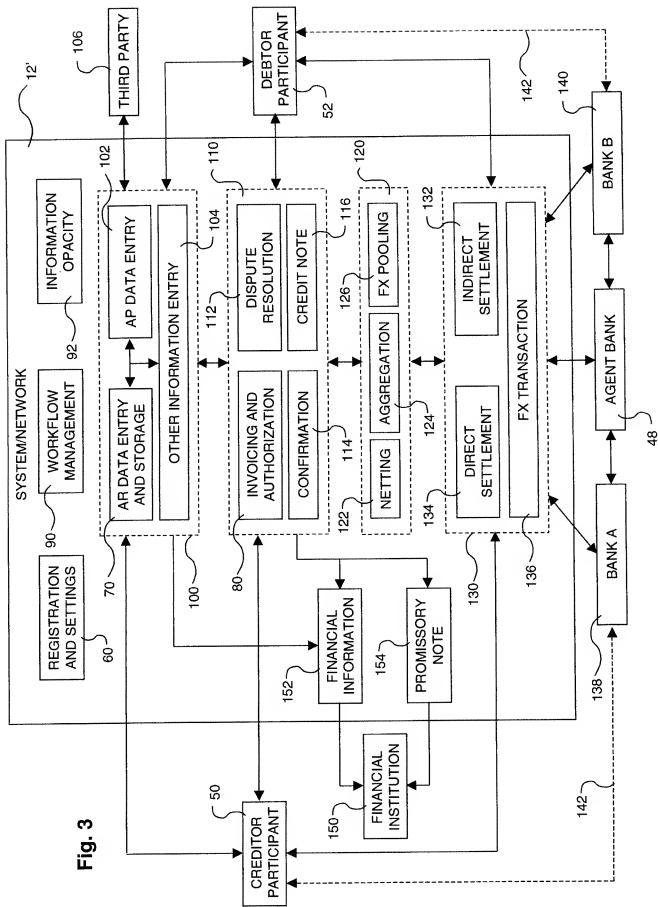 Fig. 3
SYSTEM/NETWORK
12'
REGISTRATION
AND SETTINGS
60
WORKFLOW
MANAGEMENT
90
INFORMATION
OPACITY
92
THIRD PARTY
106
AR DATA ENTRY
AND STORAGE
70
AP DATA ENTRY
102
OTHER INFORMATION ENTRY
104
100
CREDITOR
PARTICIPANT
50
DEBTOR
PARTICIPANT
52
INVOICING AND
AUTHORIZATION
80
DISPUTE
RESOLUTION
112
110
CONFIRMATION
114
CREDIT NOTE
116
NETTING
122
AGGREGATION
124
FX POOLING
126
120
FINANCIAL
INFORMATION
152
PROMISSORY
NOTE
154
FINANCIAL
INSTITUTION
150
DIRECT
SETTLEMENT
134
INDIRECT
SETTLEMENT
132
FX TRANSACTION
136
130
BANK A
138
AGENT BANK
48
BANK B
140
142
142